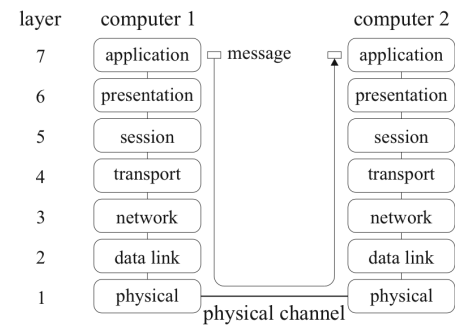 layer computer 1 computer 2
7 application message application
6 presentation presentation
5 session session
4 transport transport
3 network network
2 data link data link
1 physical physical
physical channel